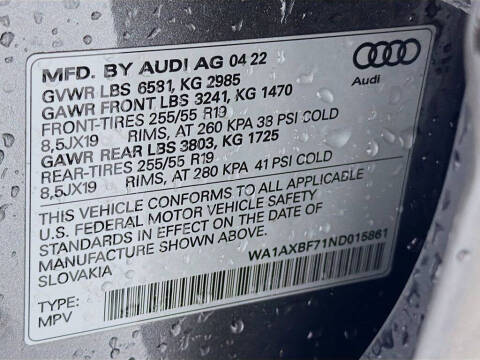 MFD. BY AUDI AG 04 22
GVWR LBS 6581, KG 2985
GAWR FRONT LBS 3241, KG 1470
FRONT-TIRES 255/55 R19
8,5JX19 RIMS, AT 260 KPA 38 PSI COLD
GAWR REAR LBS 3803, KG 1725
REAR-TIRES 255/55 R19
8,5JX19 RIMS, AT 280 KPA 41 PSI COLD
Audi
THIS VEHICLE CONFORMS TO ALL APPLICABLE
U.S. FEDERAL MOTOR VEHICLE SAFETY
STANDARDS IN EFFECT ON THE DATE OF
MANUFACTURE SHOWN ABOVE.
SLOVAKIA
WA1AXBF71ND015861
TYPE:
MPV